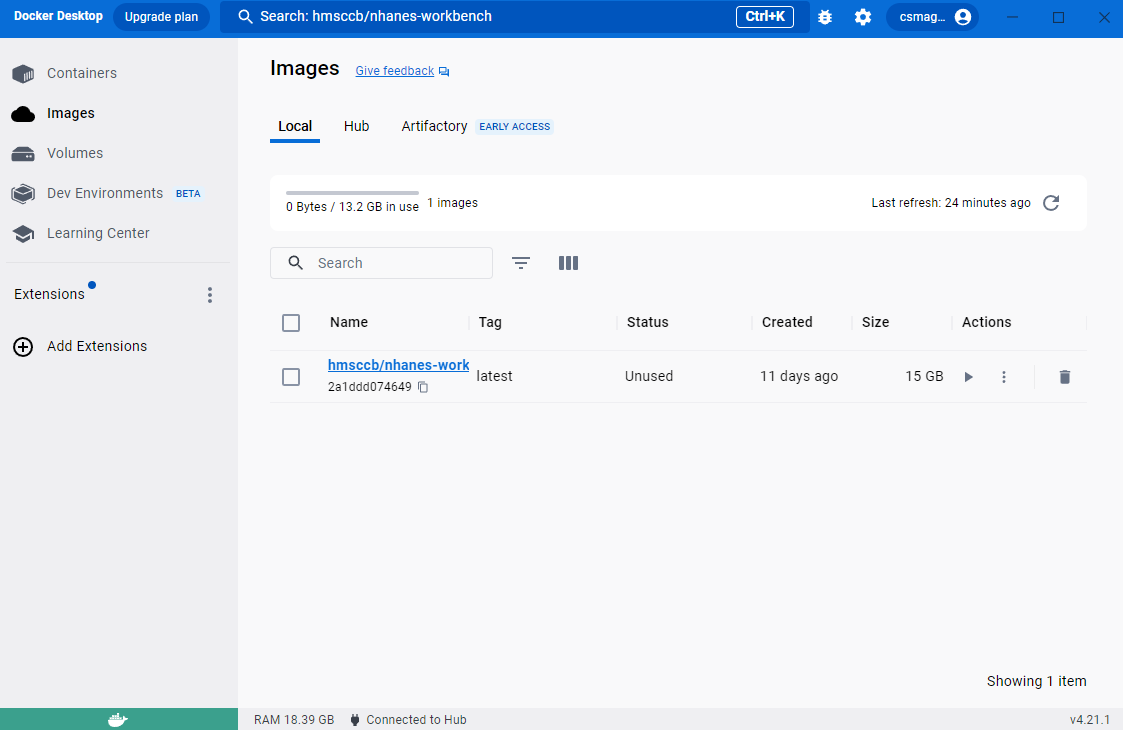 Docker Desktop Upgrade plan Search: hmsccb/nhanes-workbench Ctrl+K csmag...
Containers
Images
Volumes
Dev Environments BETA
Learning Center
Extensions
Add Extensions
Images Give feedback
Local Hub Artifactory EARLY ACCESS
0 Bytes / 13.2 GB in use 1 images Last refresh: 24 minutes ago
Search
Name Tag Status Created Size Actions
hmsccb/nhanes-work latest Unused 11 days ago 15 GB
2a1ddd074649
Showing 1 item
RAM 18.39 GB Connected to Hub v4.21.1